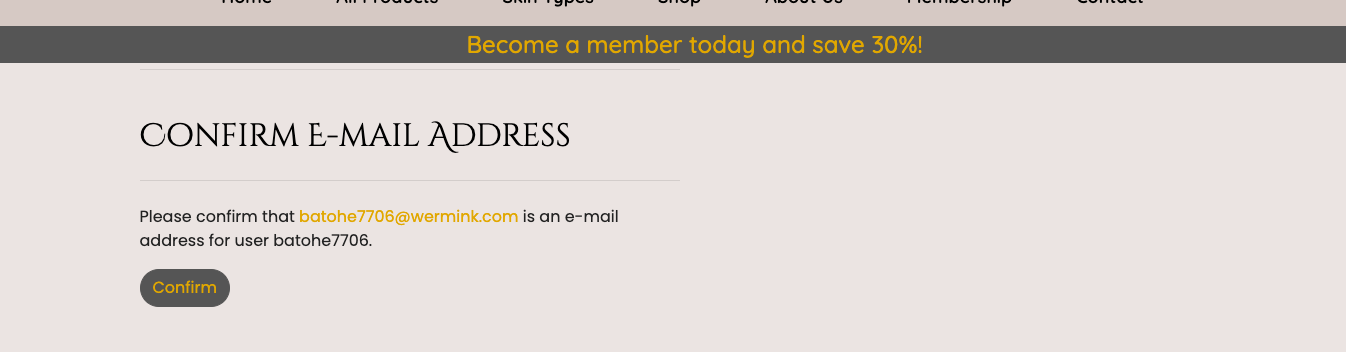 Home All Products Skin Types Shop About Us Membership Contact
Become a member today and save 30%!
Confirm E-mail Address
Please confirm that batohe7706@wermink.com is an e-mail
address for user batohe7706.
Confirm